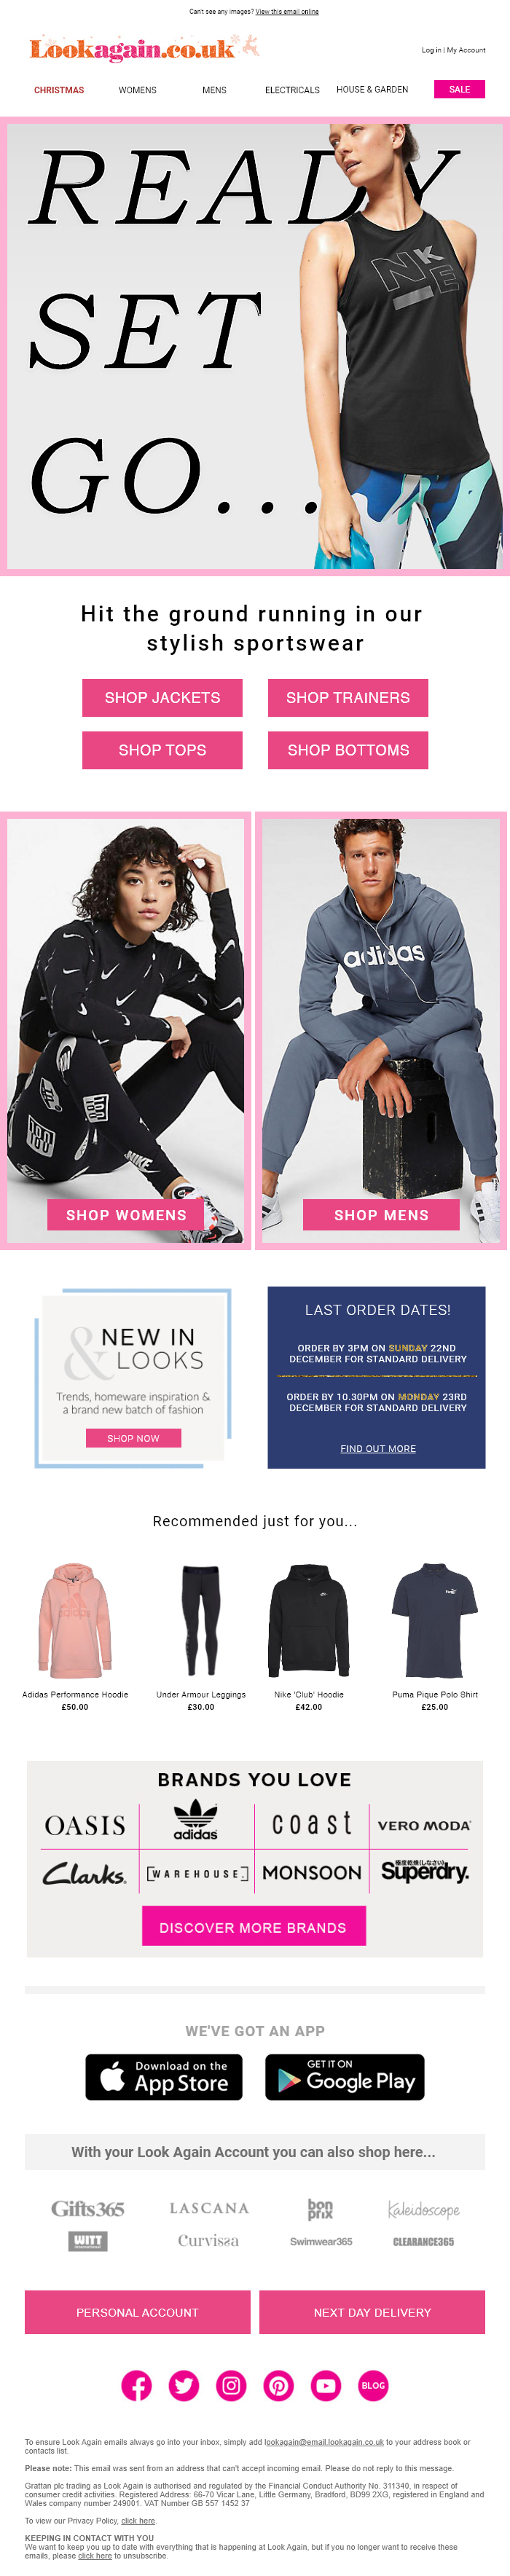 Can't see any images? View this email online
Lookagain.co.uk
Log in | My Account
CHRISTMAS WOMENS MENS ELECTRICALS HOUSE & GARDEN SALE
READY
SET
GO...
NK
E
Hit the ground running in our
stylish sportswear
SHOP JACKETS SHOP TRAINERS
SHOP TOPS SHOP BOTTOMS
adidas
NIKE
SHOP WOMENS SHOP MENS
&
NEW IN
LOOKS
Trends, homeware inspiration &
a brand new batch of fashion
SHOP NOW
LAST ORDER DATES!
ORDER BY 3PM ON SUNDAY 22ND
DECEMBER FOR STANDARD DELIVERY
ORDER BY 10.30PM ON MONDAY 23RD
DECEMBER FOR STANDARD DELIVERY
FIND OUT MORE
Recommended just for you...
adidas
Adidas Performance Hoodie
£50.00
Under Armour Leggings
£30.00
Nike 'Club' Hoodie
£42.00
Puma Pique Polo Shirt
£25.00
BRANDS YOU LOVE
OASIS adidas coast VERO MODA
Clarks. [WAREHOUSE.] MONSOON 極度乾燥(しなさい) Superdry.
DISCOVER MORE BRANDS
WE'VE GOT AN APP
Download on the
App Store
GET IT ON
Google Play
With your Look Again Account you can also shop here...
Gifts365 LASCANA bon prix Kaleidoscope
WITT international Curvissa Swimwear365 CLEARANCE365
PERSONAL ACCOUNT NEXT DAY DELIVERY
BLOG
To ensure Look Again emails always go into your inbox, simply add lookagain@email.lookagain.co.uk to your address book or
contacts list.
Please note: This email was sent from an address that can't accept incoming email. Please do not reply to this message.
Grattan plc trading as Look Again is authorised and regulated by the Financial Conduct Authority No. 311340, in respect of
consumer credit activities. Registered Address: 66-70 Vicar Lane, Little Germany, Bradford, BD99 2XG, registered in England and
Wales company number 249001. VAT Number GB 557 1452 37
To view our Privacy Policy, click here.
KEEPING IN CONTACT WITH YOU
We want to keep you up to date with everything that is happening at Look Again, but if you no longer want to receive these
emails, please click here to unsubscribe.